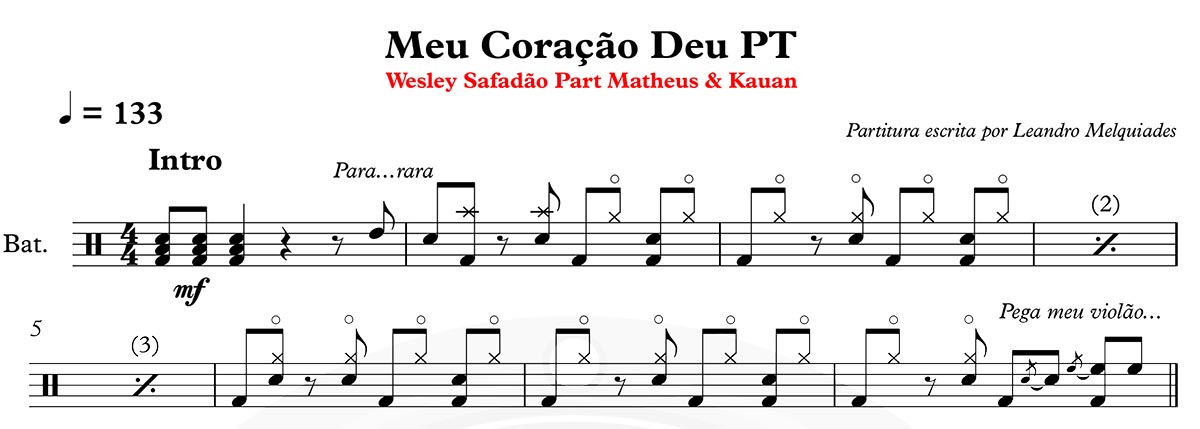 Meu Coração Deu PT
Wesley Safadão Part Matheus & Kauan
= 133
Partitura escrita por Leandro Melquiades
Intro
Para...rara
Bat.
4
4
(2)
mf
5
(3)
Pega meu violão...